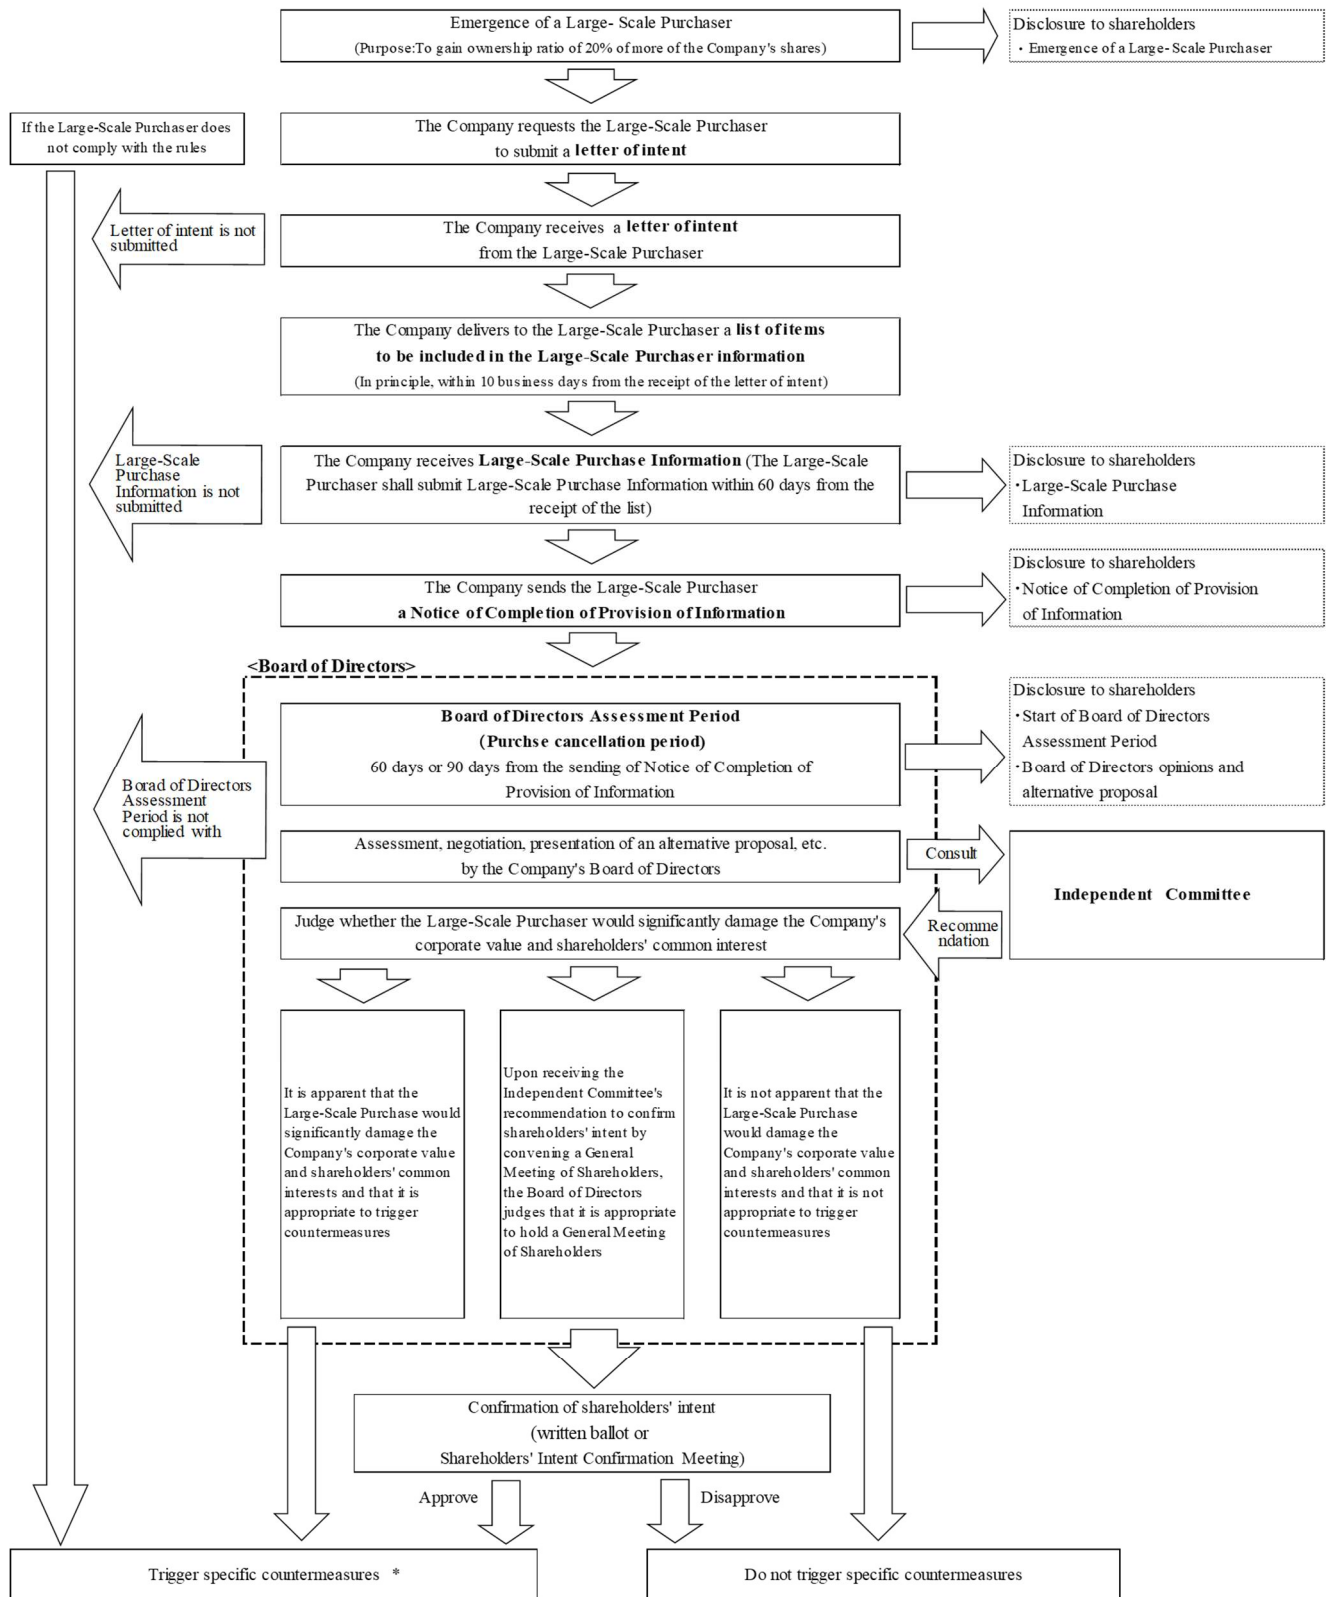 Emergence of a Large- Scale Purchaser
(Purpose:To gain ownership ratio of 20% of more of the Company's shares)
Disclosure to shareholders
・Emergence of a Large- Scale Purchaser
If the Large-Scale Purchaser does
not comply with the rules
The Company requests the Large-Scale Purchaser
to submit a letter of intent
Letter of intent is not
submitted
The Company receives a letter of intent
from the Large-Scale Purchaser
The Company delivers to the Large-Scale Purchaser a list of items
to be included in the Large-Scale Purchaser information
(In principle, within 10 business days from the receipt of the letter of intent)
Large-Scale
Purchase
Information is not
submitted
The Company receives Large-Scale Purchase Information (The Large-Scale
Purchaser shall submit Large-Scale Purchase Information within 60 days from the
receipt of the list)
Disclosure to shareholders
・Large-Scale Purchase
Information
The Company sends the Large-Scale Purchaser
a Notice of Completion of Provision of Information
Disclosure to shareholders
・Notice of Completion of Provision
of Information
<Board of Directors>
Board of Directors Assessment Period
(Purchse cancellation period)
60 days or 90 days from the sending of Notice of Completion of
Provision of Information
Disclosure to shareholders
・Start of Board of Directors
Assessment Period
・Board of Directors opinions and
alternative proposal
Borad of Directors
Assessment
Period is not
complied with
Assessment, negotiation, presentation of an alternative proposal, etc.
by the Company's Board of Directors
Consult
Independent Committee
Judge whether the Large-Scale Purchaser would significantly damage the Company's
corporate value and shareholders' common interest
Recomme
ndation
It is apparent that the
Large-Scale Purchase would
significantly damage the
Company's corporate value
and shareholders' common
interests and that it is
appropriate to trigger
countermeasures
Upon receiving the
Independent Committee's
recommendation to confirm
shareholders' intent by
convening a General
Meeting of Shareholders,
the Board of Directors
judges that it is appropriate
to hold a General Meeting
of Shareholders
It is not apparent that the
Large-Scale Purchase
would damage the
Company's corporate value
and shareholders' common
interests and that it is not
appropriate to trigger
countermeasures
Confirmation of shareholders' intent
(written ballot or
Shareholders' Intent Confirmation Meeting)
Approve
Disapprove
Trigger specific countermeasures *
Do not trigger specific countermeasures